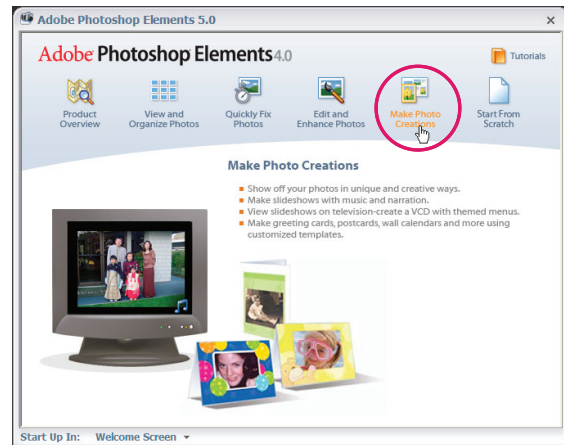 Adobe Photoshop Elements 5.0
Adobe Photoshop Elements 4.0
Tutorials
Product
Overview
View and
Organize Photos
Quickly Fix
Photos
Edit and
Enhance Photos
Make Photo
Creations
Start From
Scratch
Make Photo Creations
Show off your photos in unique and creative ways.
Make slideshows with music and narration.
View slideshows on television-create a VCD with themed menus.
Make greeting cards, postcards, wall calendars and more using
customized templates.
Start Up In: Welcome Screen